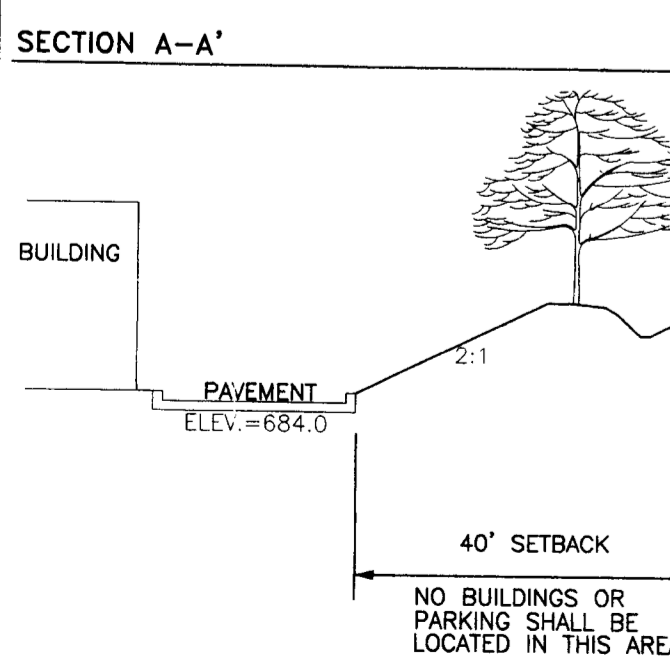 SECTION A-A'
BUILDING
2:1
PAVEMENT
ELEV.=684.0
40' SETBACK
NO BUILDINGS OR
PARKING SHALL BE
LOCATED IN THIS ARE